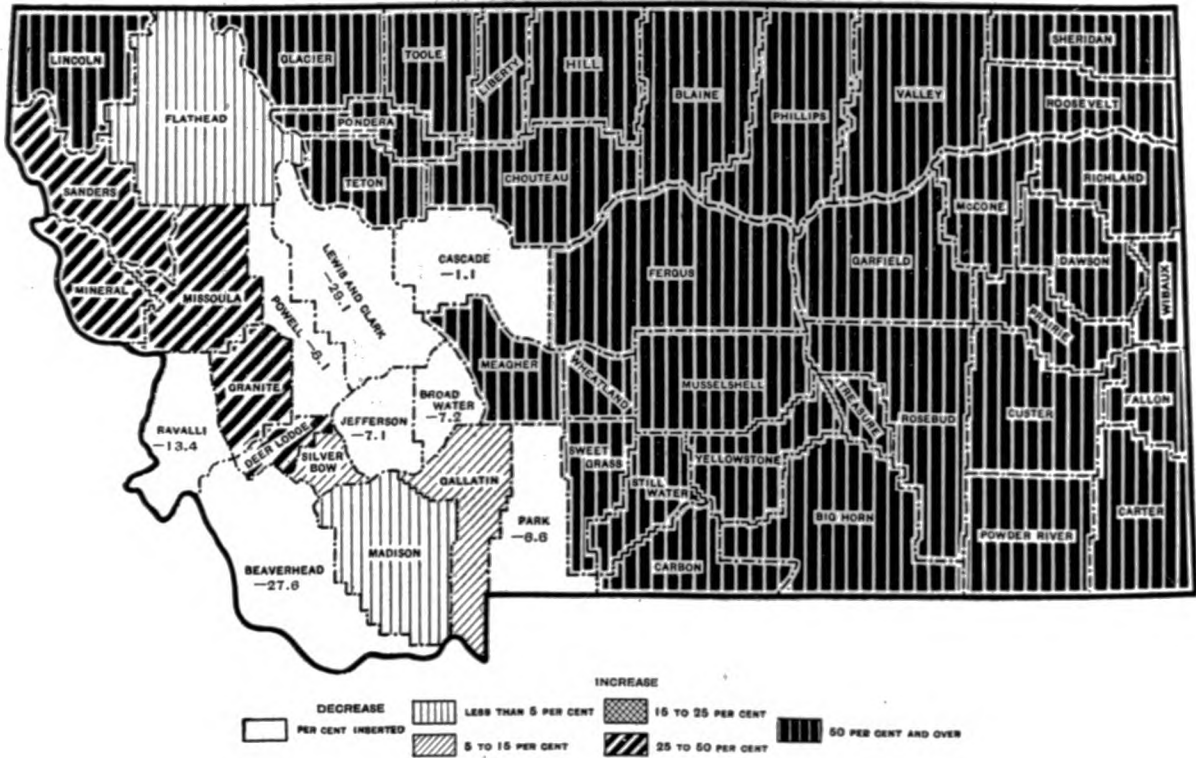 SHERIDAN
LINCOLN
GLACIER
TOOLE
LIBERTY
HILL
BLAINE
VALLEY
PHILLIPS
ROOSEVELT
FLATHEAD
PONDERA
TETON
CHOUTEAU
RICHLAND
SANDERS
McCONE
LEWIS AND CLARK
CASCADE
—1.1
FERGUS
GARFIELD
DAWSON
WIBAUX
MINERAL
MISSOULA
—29.1
POWELL —6.1
PRAIRIE
MEAGHER
WHEATLAND
MUSSELSHELL
GRANITE
BROAD
WATER
—7.2
TREASURE
ROSEBUD
CUSTER
FALLON
RAVALLI
—13.4
JEFFERSON
—7.1
DEER LODGE
SILVER
BOW
SWEET
GRASS
YELLOWSTONE
GALLATIN
STILL
WATER
CARTER
PARK
—6.6
BIG HORN
POWDER RIVER
MADISON
BEAVERHEAD
—27.6
CARBON
INCREASE
DECREASE
PER CENT INSERTED
LESS THAN 5 PER CENT
15 TO 25 PER CENT
50 PER CENT AND OVER
5 TO 15 PER CENT
25 TO 50 PER CENT